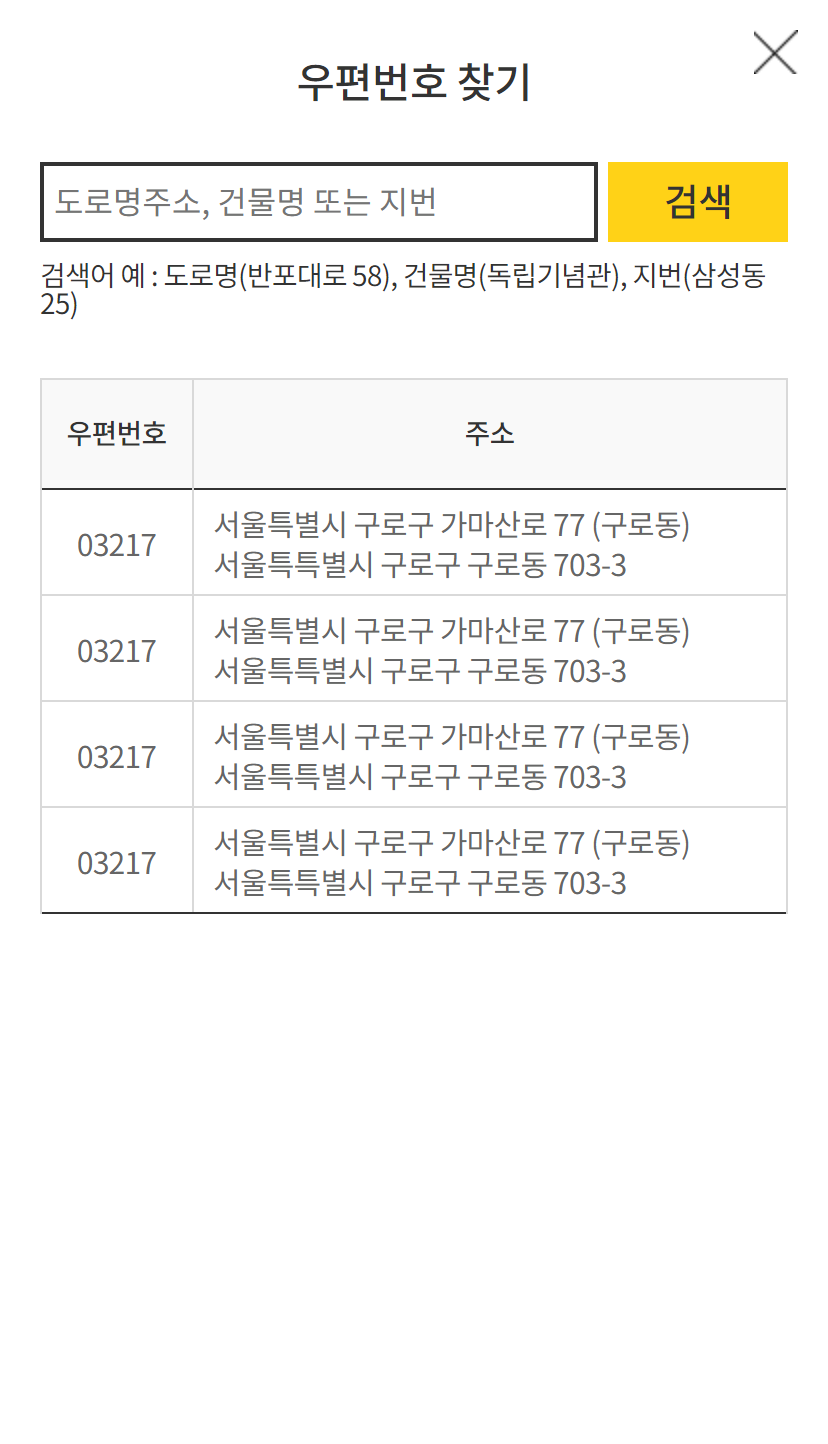 우편번호 찾기
도로명주소, 건물명 또는 지번
검색
검색어 예 : 도로명(반포대로 58), 건물명(독립기념관), 지번(삼성동
25)
우편번호
주소
03217
서울특별시 구로구 가마산로 77 (구로동)
서울특특별시 구로구 구로동 703-3
03217
서울특별시 구로구 가마산로 77 (구로동)
서울특특별시 구로구 구로동 703-3
03217
서울특별시 구로구 가마산로 77 (구로동)
서울특특별시 구로구 구로동 703-3
03217
서울특별시 구로구 가마산로 77 (구로동)
서울특특별시 구로구 구로동 703-3